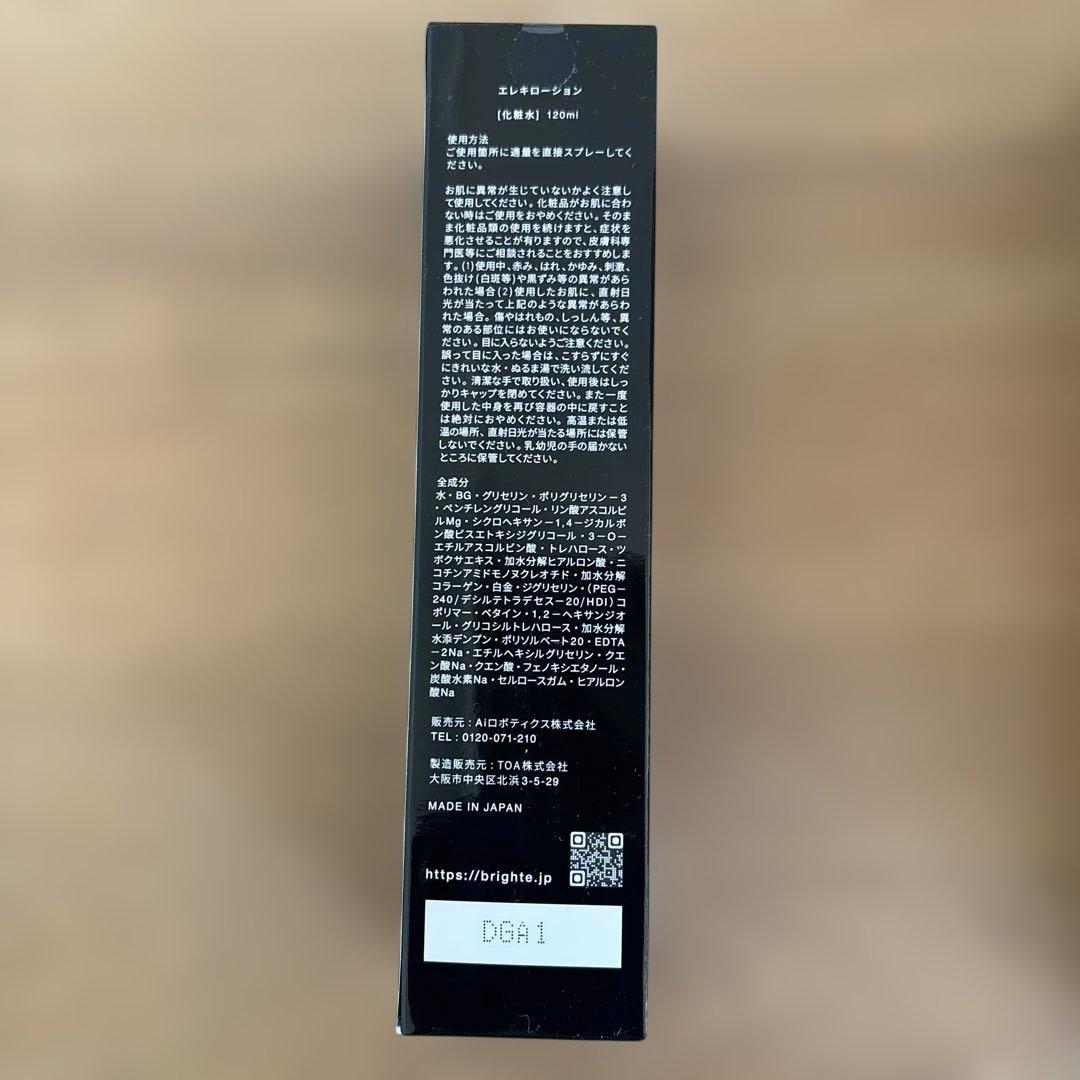 エレキローション
[化粧水] 120ml
使用方法
ご使用箇所に適量を直接スプレーしてく
ださい。
お肌に異常が生じていないかよく注意し
て使用してください。化粧品がお肌に合わ
ない時はご使用をおやめください。そのま
ま化粧品類の使用を続けますと、症状を
悪化させることが有りますので、皮膚科専
門医等にご相談されることをおすすめしま
す。(1)使用中、赤み、はれ、かゆみ、刺激、
色抜け(白斑等)や黒ずみ等の異常があら
われた場合(2)使用したお肌に、直射日
光が当たって上記のような異常があらわ
れた場合。傷やはれもの、しっしん等、異
常のある部位にはお使いにならないでく
ださい。目に入らないようご注意ください。
誤って目に入った場合は、こすらずにすぐ
にきれいな水・ぬるま湯で洗い流してくだ
さい。清潔な手で取り扱い、使用後はしっ
かりキャップを閉めてください。また一度
使用した中身を再び容器の中に戻すこと
は絶対におやめください。高温または低
温の場所、直射日光が当たる場所には保管
しないでください。乳幼児の手の届かない
ところに保管してください。
全成分
水・BG・グリセリン・ポリグリセリン－3
・ペンチレングリコール・リン酸アスコルビ
ルMg・シクロヘキサン－1,4－ジカルボ
ン酸ビスエトキシジグリコール・3－O－
エチルアスコルビン酸・トレハロース・ツ
ボクサエキス・加水分解ヒアルロン酸・ニ
コチンアミドモノヌクレオチド・加水分解
コラーゲン・白金・ジグリセリン・(PEG－
240/デシルテトラデセス－20/HDI)コ
ポリマー・ベタイン・1,2－ヘキサンジオ
ール・グリコシルトレハロース・加水分解
水添デンプン・ポリソルベート20・EDTA
－2Na・エチルヘキシルグリセリン・クエ
ン酸Na・クエン酸・フェノキシエタノール・
炭酸水素Na・セルロースガム・ヒアルロン
酸Na
販売元：Aiロボティクス株式会社
TEL：0120-071-210
製造販売元：TOA株式会社
大阪市中央区北浜3-5-29
MADE IN JAPAN
https://brighte.jp
DGA1